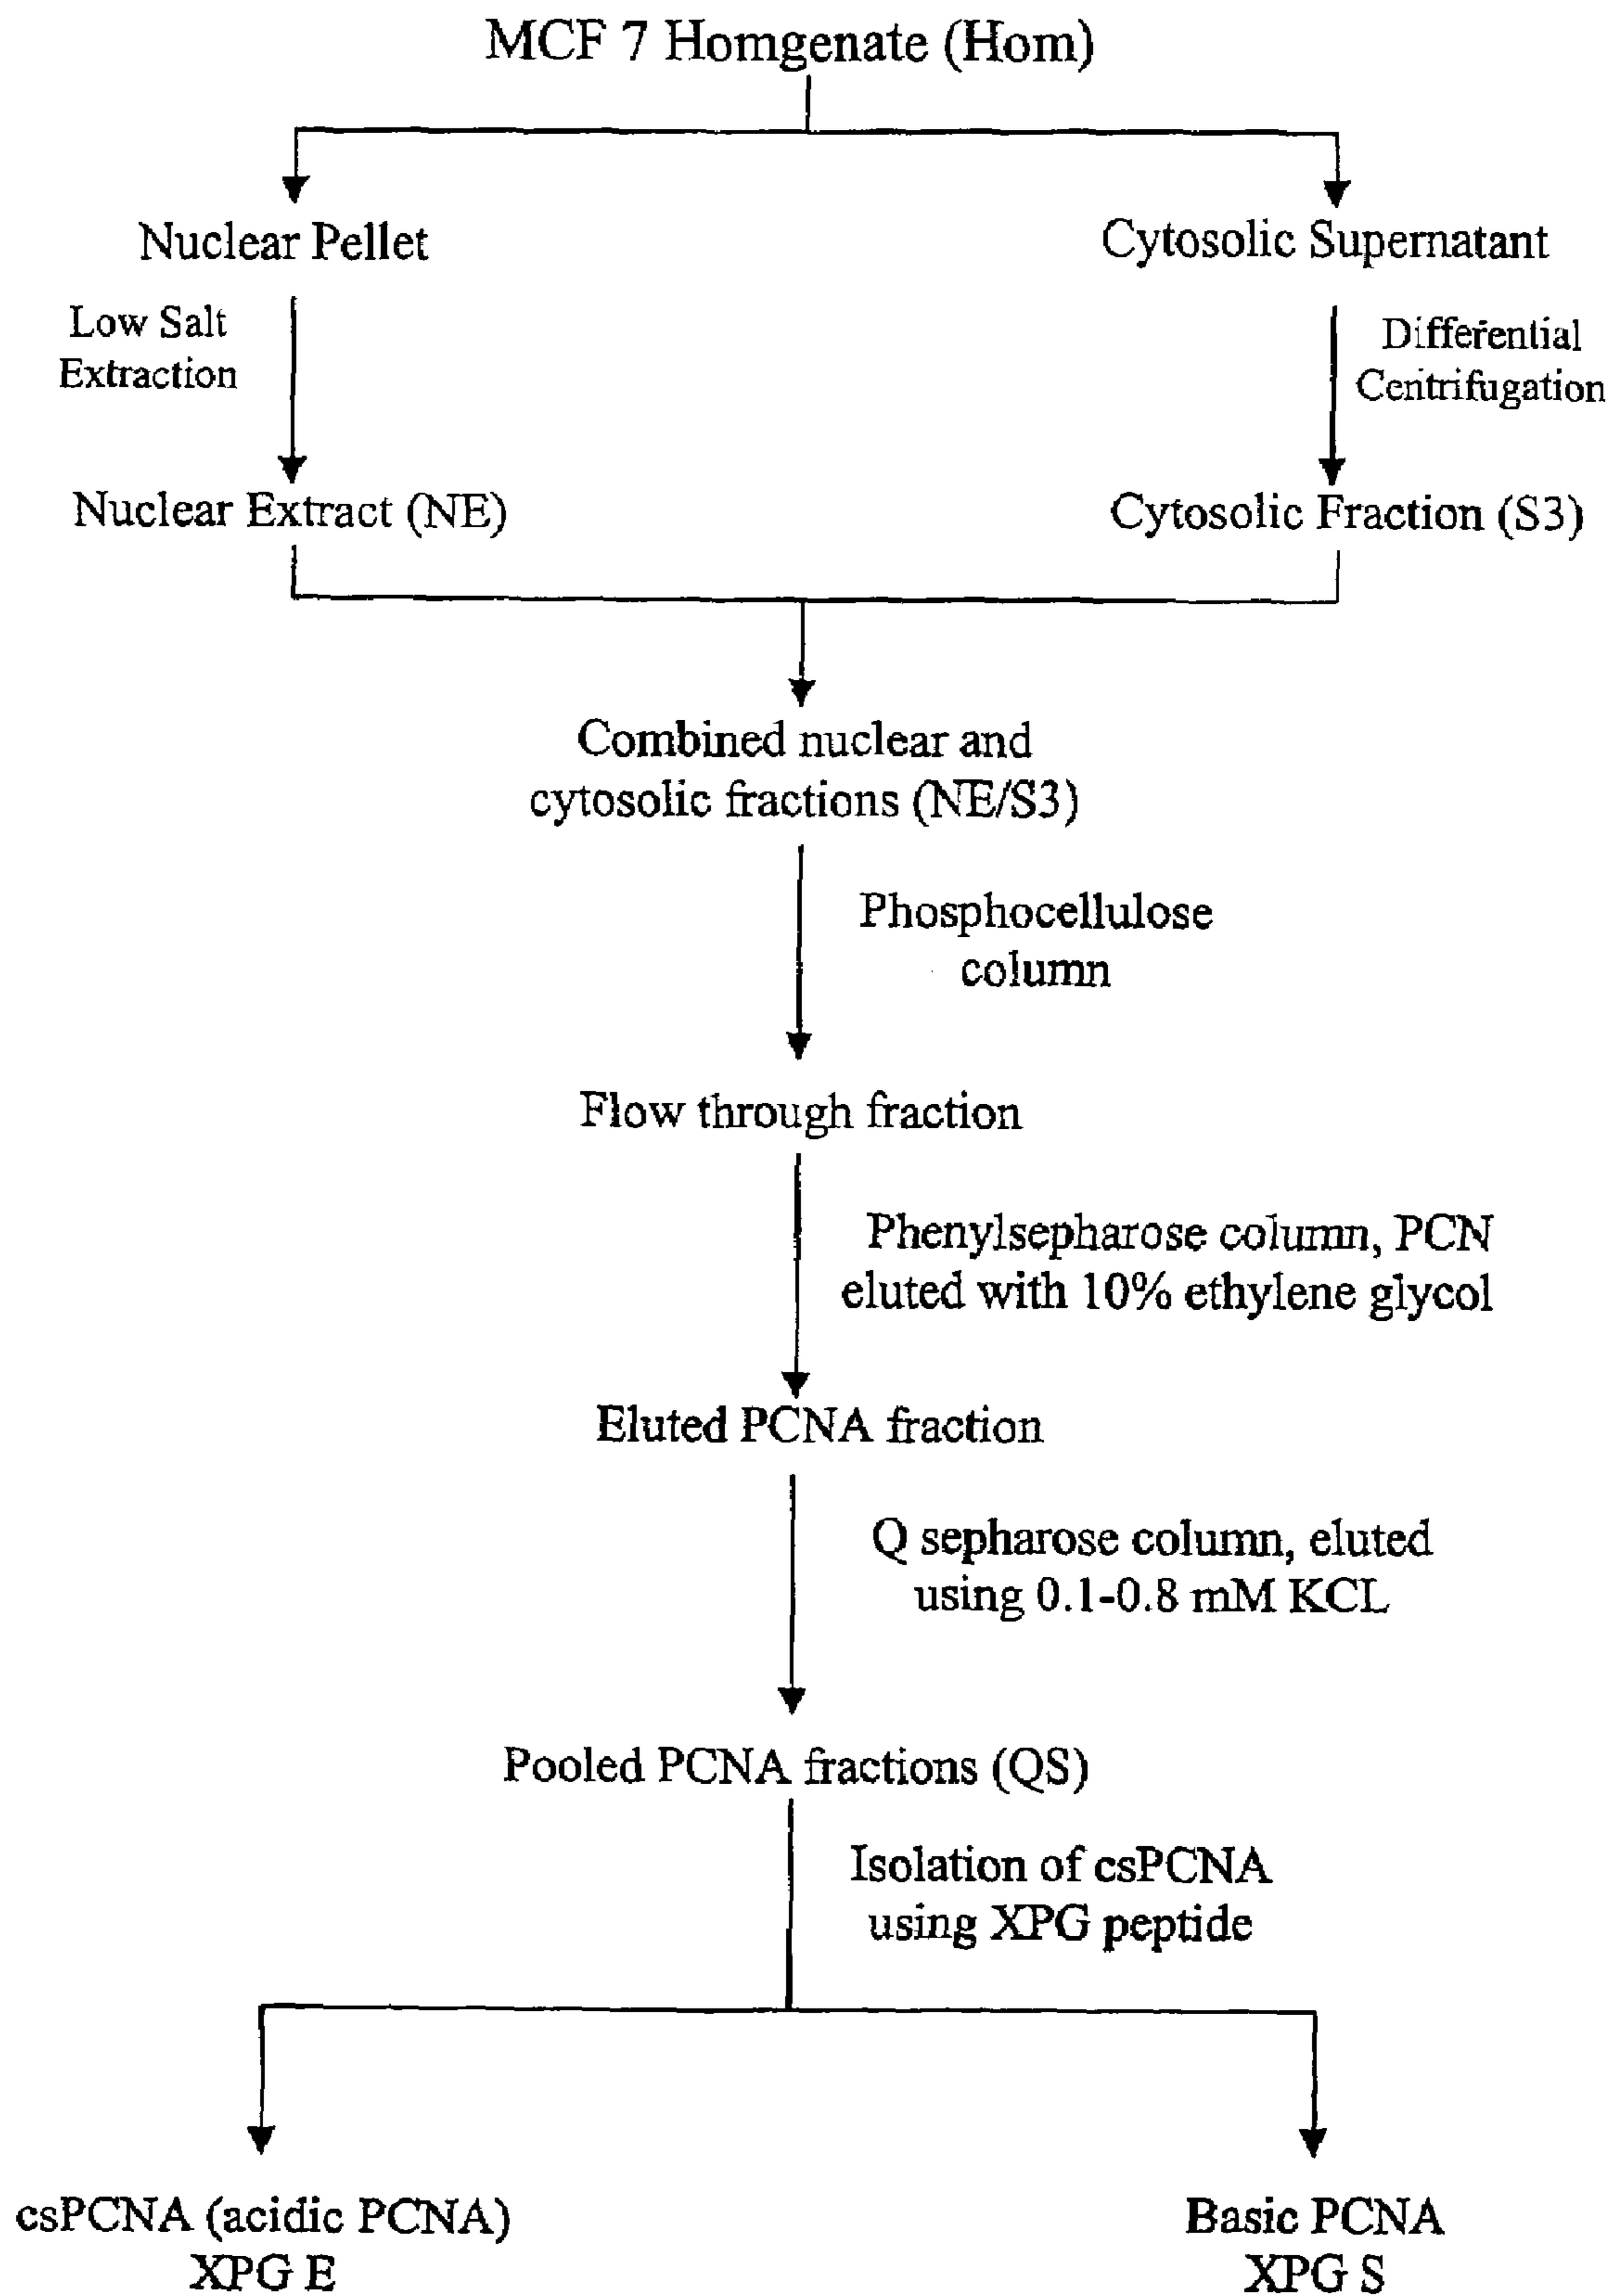 MCF 7 Homgenate (Hom)
Nuclear Pellet
Cytosolic Supernatant
Low Salt
Extraction
Differential
Centrifugation
Nuclear Extract (NE)
Cytosolic Fraction (S3)
Combined nuclear and
cytosolic fractions (NE/S3)
Phosphocellulose
column
Flow through fraction
Phenylsepharose column, PCN
eluted with 10% ethylene glycol
Eluted PCNA fraction
Q sepharose column, eluted
using 0.1-0.8 mM KCL
Pooled PCNA fractions (QS)
Isolation of csPCNA
using XPG peptide
csPCNA (acidic PCNA)
XPG E
Basic PCNA
XPG S